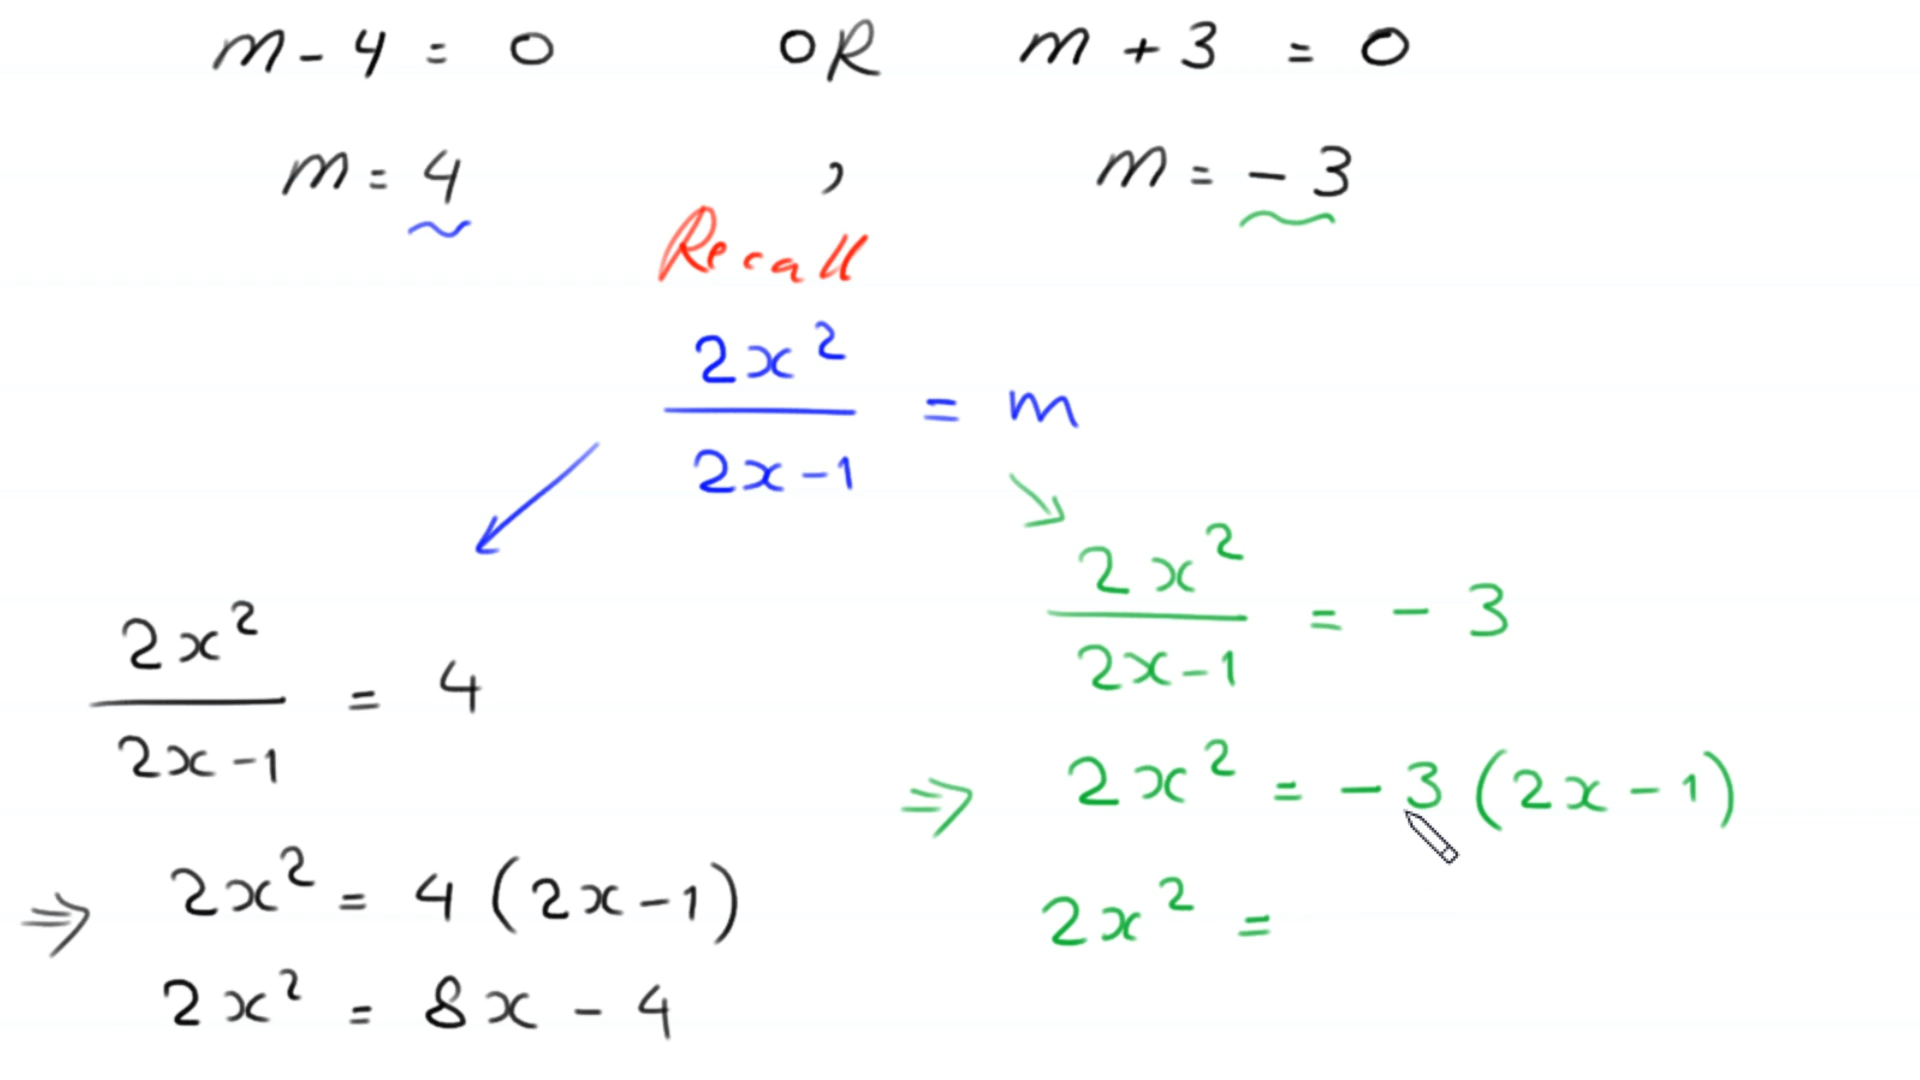 m - 4 = 0 OR m + 3 = 0
m = 4 , m = - 3
Recall
2x² / 2x - 1 = m
2x² / 2x - 1 = 4
⇒ 2x² = 4 (2x - 1)
2x² = 8x - 4
2x² / 2x - 1 = - 3
⇒ 2x² = - 3 (2x - 1)
2x² =